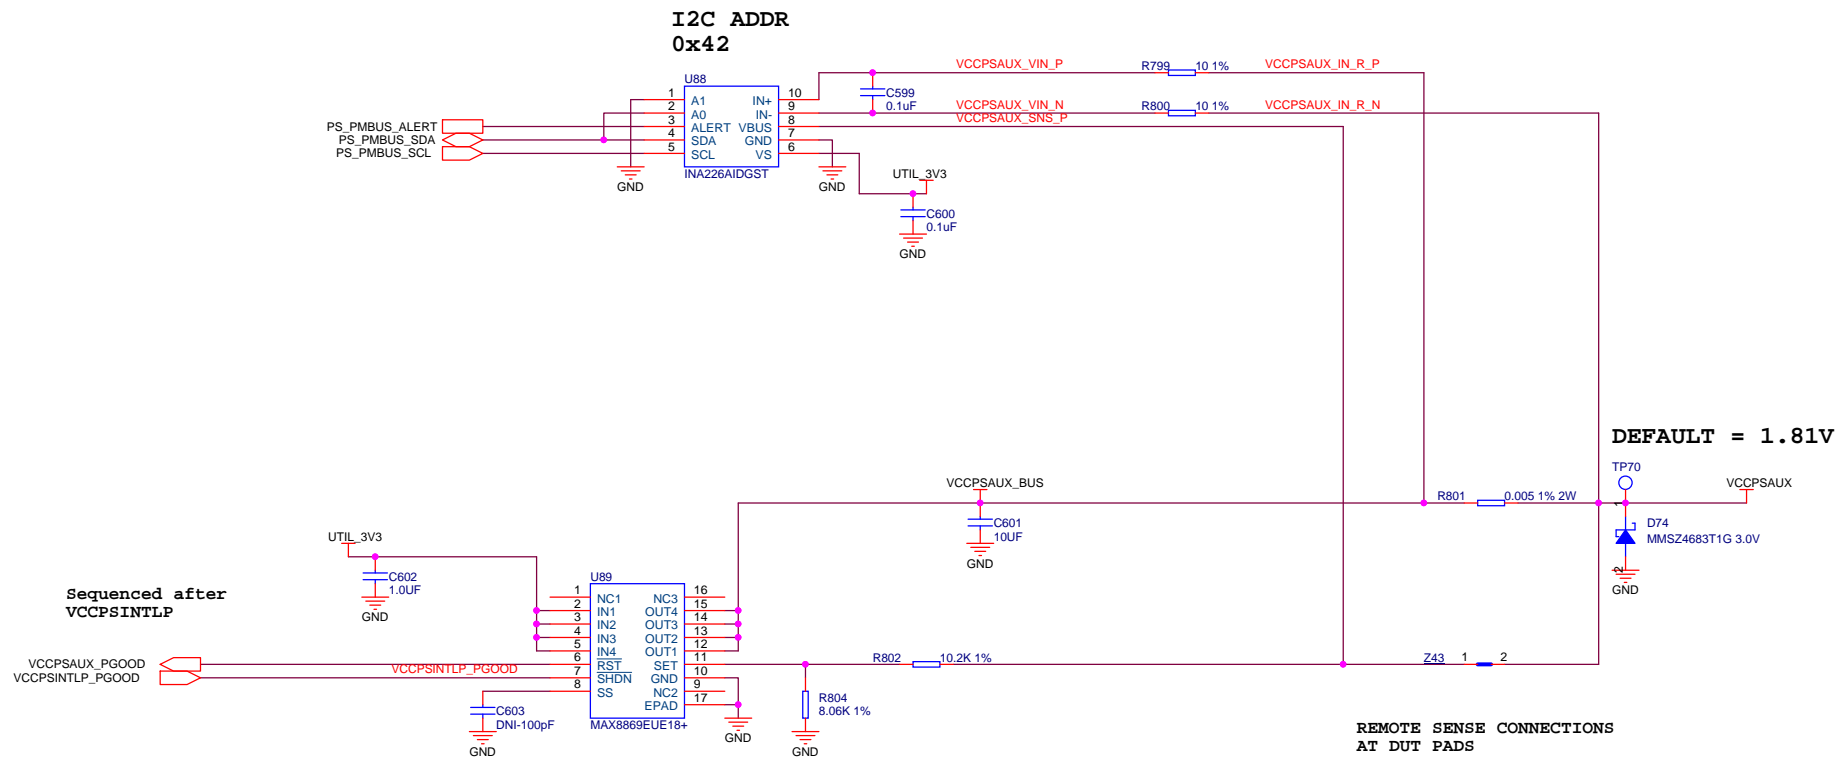 I2C ADDR
0x42
U88
1 A1 IN+ 10
2 A0 IN- 9
3 ALERT VBUS 8
4 SDA GND 7
5 SCL VS 6
INA226AIDGST
PS_PMBUS_ALERT
PS_PMBUS_SDA
PS_PMBUS_SCL
GND
GND
VCCPSAUX_VIN_P
R799 10 1%
VCCPSAUX_IN_R_P
C599
0.1uF
VCCPSAUX_VIN_N
R800 10 1%
VCCPSAUX_IN_R_N
VCCPSAUX_SNS_P
UTIL_3V3
C600
0.1uF
GND
DEFAULT = 1.81V
TP70
VCCPSAUX_BUS
R801 0.005 1% 2W
VCCPSAUX
C601
10UF
GND
1
D74
MMSZ4683T1G 3.0V
2
GND
UTIL_3V3
C602
1.0UF
GND
Sequenced after
VCCPSINTLP
U89
1 NC1 NC3 16
2 IN1 OUT4 15
3 IN2 OUT3 14
4 IN3 OUT2 13
5 IN4 OUT1 12
6 RST SET 11
7 SHDN GND 10
8 SS NC2 9
EPAD 17
MAX8869EUE18+
VCCPSAUX_PGOOD
VCCPSINTLP_PGOOD
VCCPSINTLP_PGOOD
C603
DNI-100pF
GND
GND
R802 10.2K 1%
R804
8.06K 1%
GND
Z43 1 2
REMOTE SENSE CONNECTIONS
AT DUT PADS